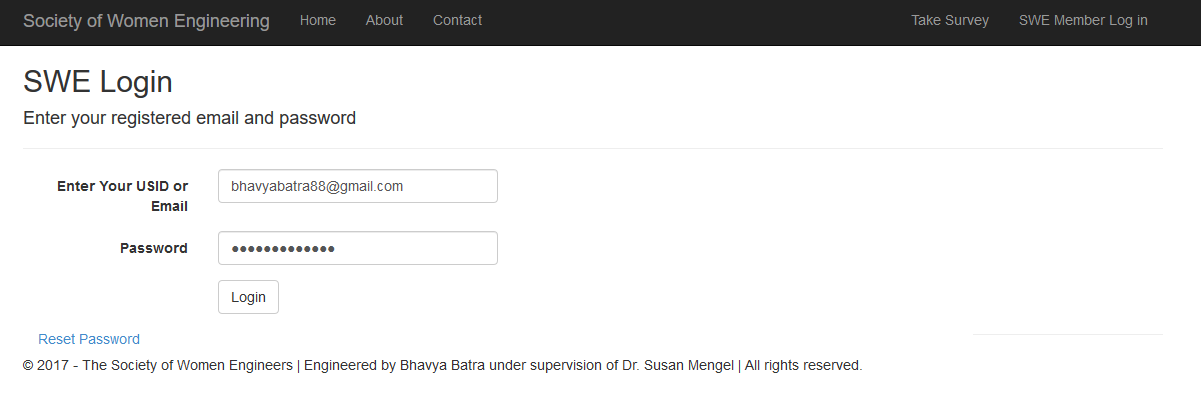 Society of Women Engineering Home About Contact Take Survey SWE Member Log in
SWE Login
Enter your registered email and password
Enter Your USID or
Email
bhavyabatra88@gmail.com
Password
●●●●●●●●●●●●●
Login
Reset Password
© 2017 - The Society of Women Engineers | Engineered by Bhavya Batra under supervision of Dr. Susan Mengel | All rights reserved.